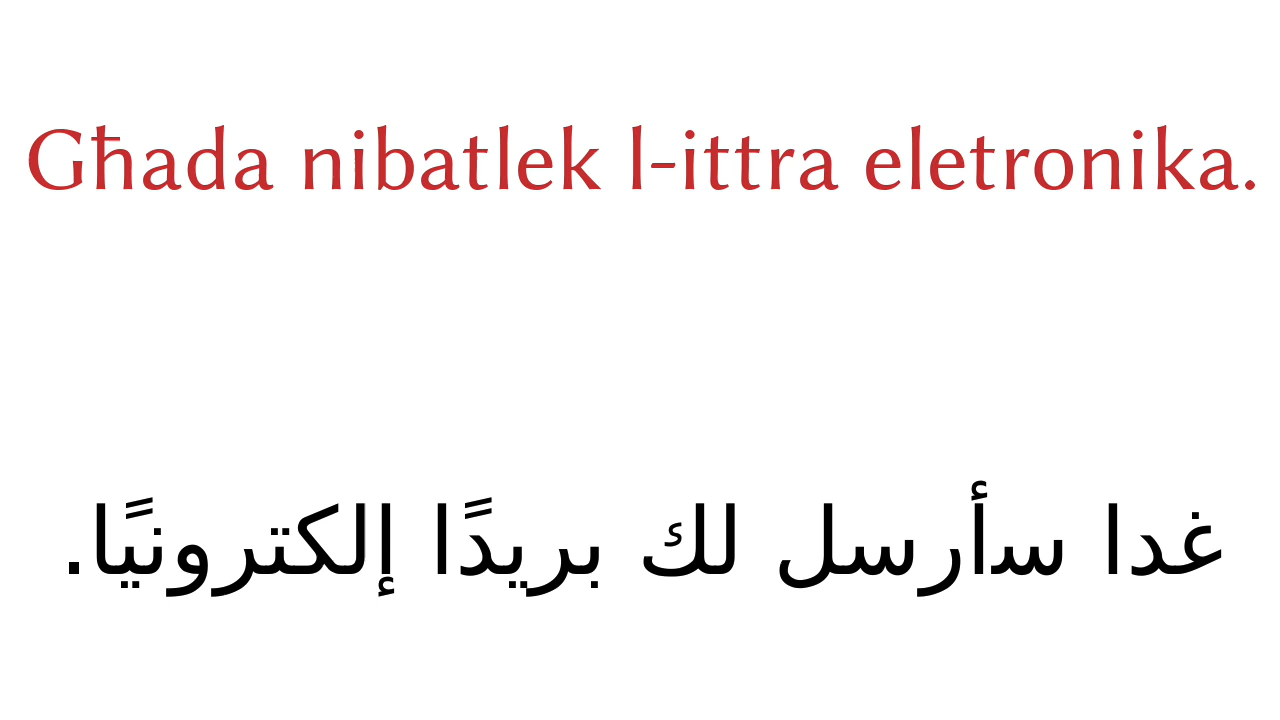 Għada nibatlek l-ittra eletronika.
غدا سأرسل لك بريدًا إلكترونيًا.